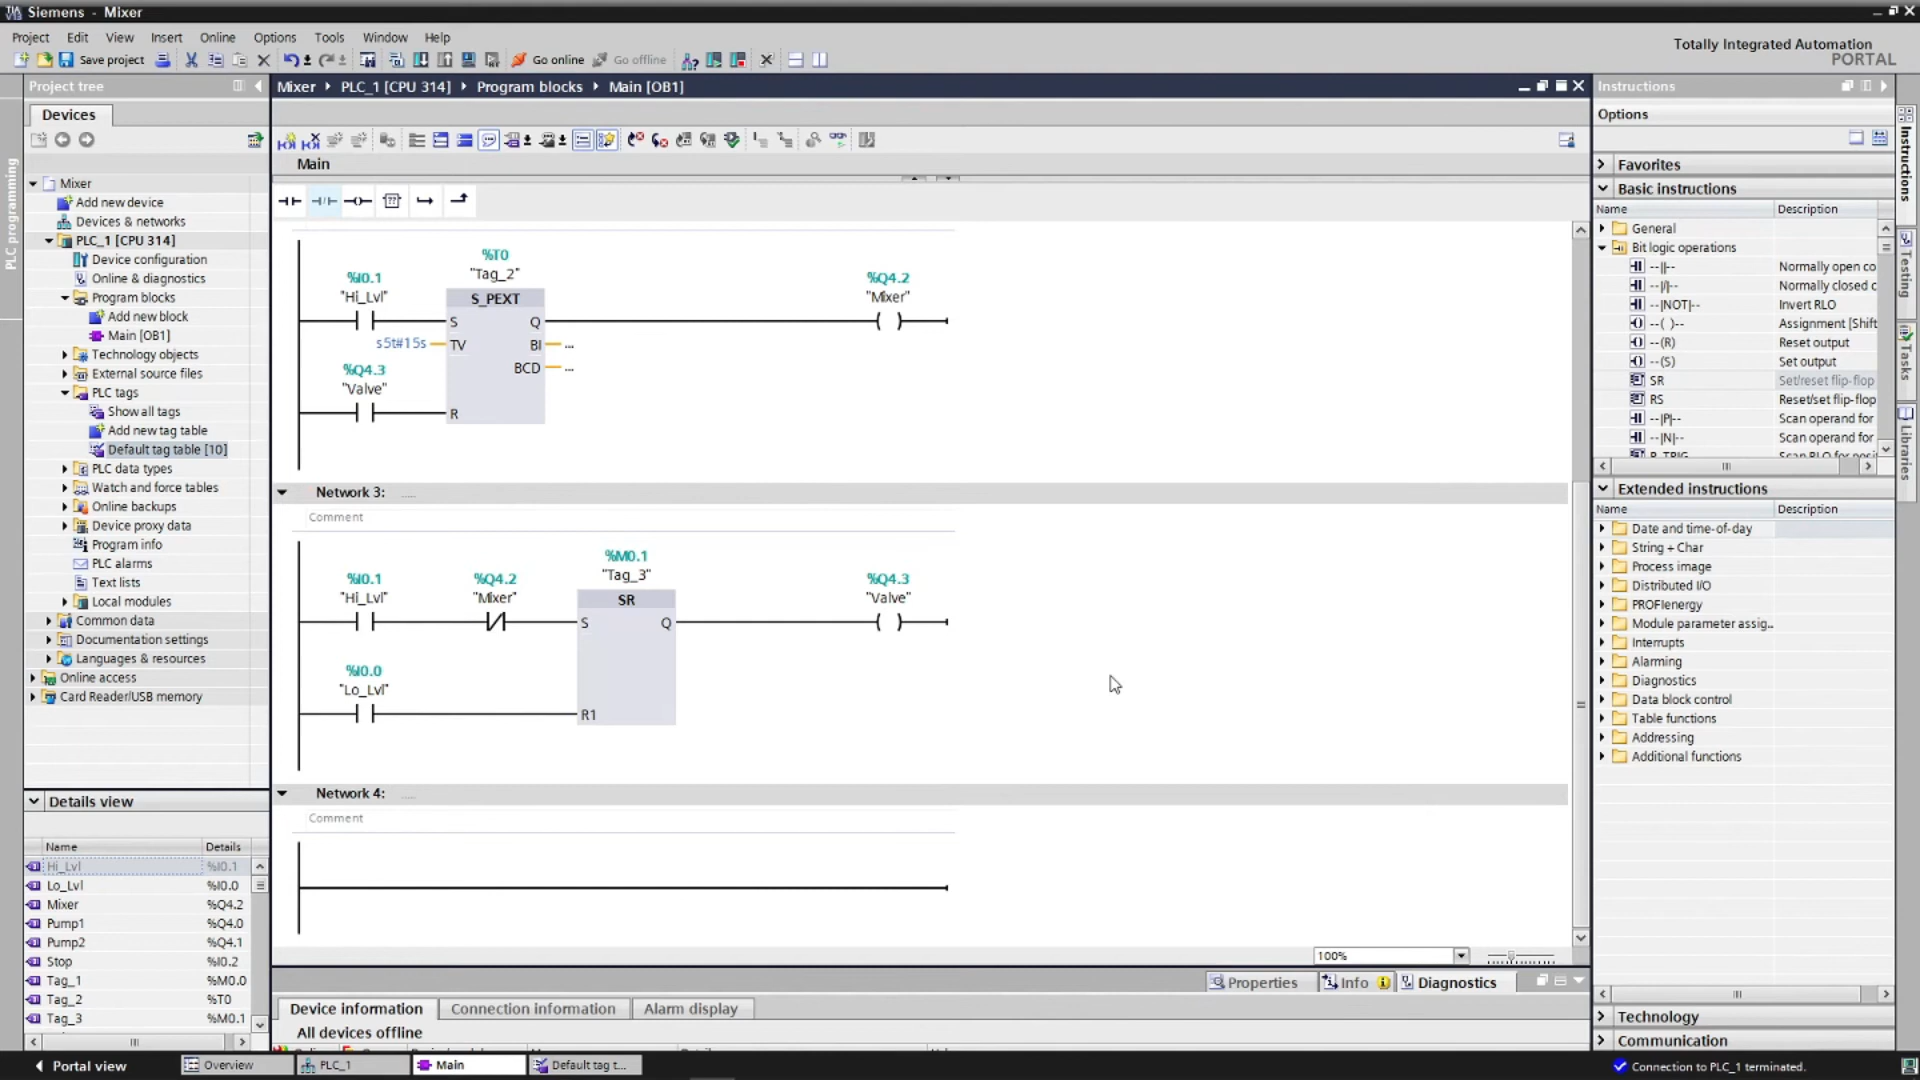 Siemens - Mixer
Project Edit View Insert Online Options Tools Window Help
Totally Integrated Automation
PORTAL
Save project
Go online
Go offline
Project tree
Mixer PLC_1 [CPU 314] Program blocks Main [OB1]
Instructions
Devices
Options
PLC programming
Main
Favorites
Basic instructions
Name Description
General
Bit logic operations
--||-- Normally open co
--|/|-- Normally closed c
--|NOT|-- Invert RLO
--( )-- Assignment [Shift
--(R) Reset output
--(S) Set output
SR Set/reset flip-flop
RS Reset/set flip-flop
--|P|-- Scan operand for
--|N|-- Scan operand for
Extended instructions
Name Description
Date and time-of-day
String + Char
Process image
Distributed I/O
PROFIenergy
Module parameter assig..
Interrupts
Alarming
Diagnostics
Data block control
Table functions
Addressing
Additional functions
Technology
Communication
Instructions
Testing
Tasks
Libraries
Mixer
Add new device
Devices & networks
PLC_1 [CPU 314]
Device configuration
Online & diagnostics
Program blocks
Add new block
Main [OB1]
Technology objects
External source files
PLC tags
Show all tags
Add new tag table
Default tag table [10]
PLC data types
Watch and force tables
Online backups
Device proxy data
Program info
PLC alarms
Text lists
Local modules
Common data
Documentation settings
Languages & resources
Online access
Card Reader/USB memory
Details view
Name Details
Hi_Lvl %I0.1
Lo_Lvl %I0.0
Mixer %Q4.2
Pump1 %Q4.0
Pump2 %Q4.1
Stop %I0.2
Tag_1 %M0.0
Tag_2 %T0
Tag_3 %M0.1
%T0
"Tag_2"
%I0.1
"Hi_Lvl"
S_PEXT
%Q4.2
"Mixer"
S Q
s5t#15s
TV BI ...
%Q4.3
"Valve"
BCD ...
R
Network 3: .....
Comment
%M0.1
"Tag_3"
%I0.1 %Q4.2
"Hi_Lvl" "Mixer"
SR
%Q4.3
"Valve"
S Q
%I0.0
"Lo_Lvl"
R1
Network 4: .....
Comment
100%
Properties Info Diagnostics
Device information Connection information Alarm display
All devices offline
Portal view Overview PLC_1 Main Default tag t...
Connection to PLC_1 terminated.